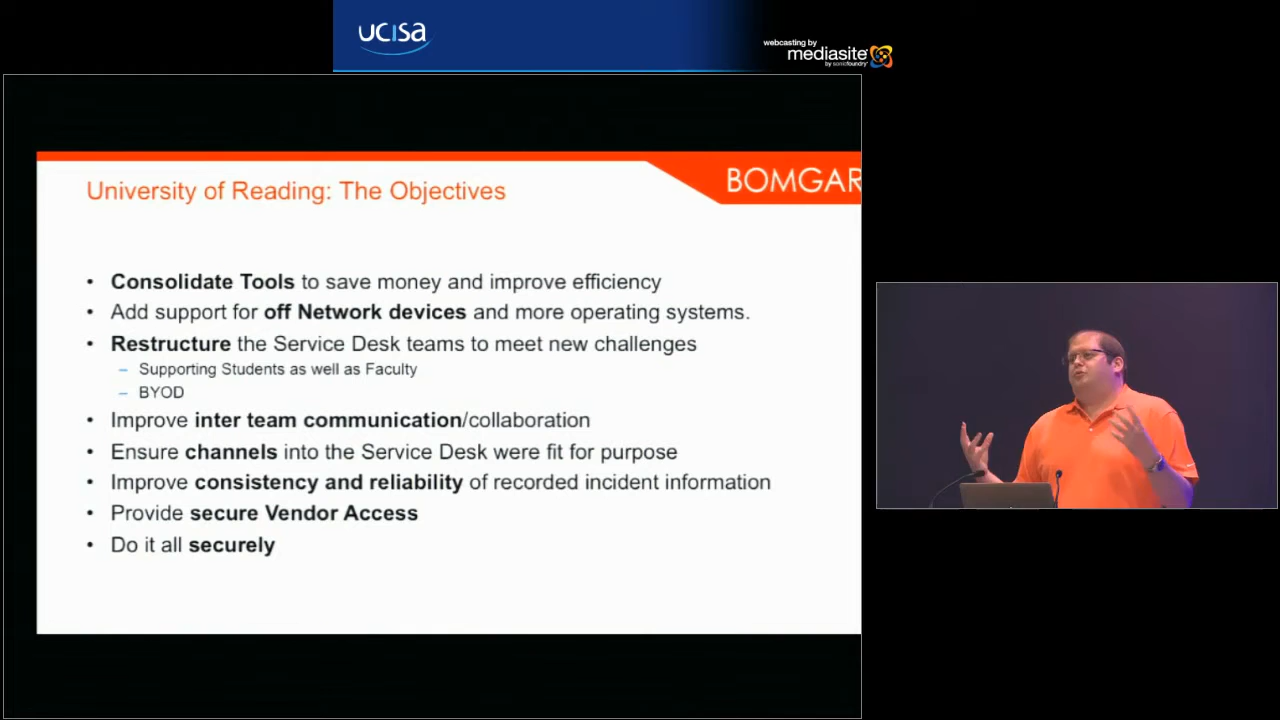 ucisa
webcasting by
mediasite
by sonicfoundry
BOMGAR
University of Reading: The Objectives
• Consolidate Tools to save money and improve efficiency
• Add support for off Network devices and more operating systems.
• Restructure the Service Desk teams to meet new challenges
– Supporting Students as well as Faculty
– BYOD
• Improve inter team communication/collaboration
• Ensure channels into the Service Desk were fit for purpose
• Improve consistency and reliability of recorded incident information
• Provide secure Vendor Access
• Do it all securely